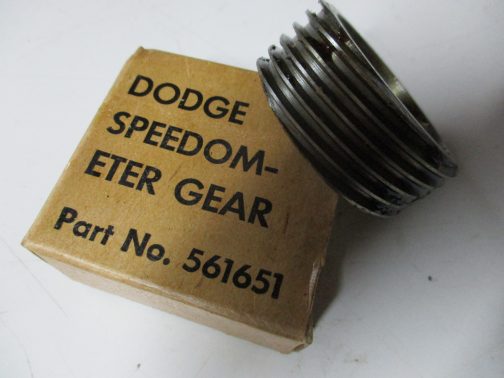 DODGE
SPEEDOM-
ETER GEAR
Part No. 561651